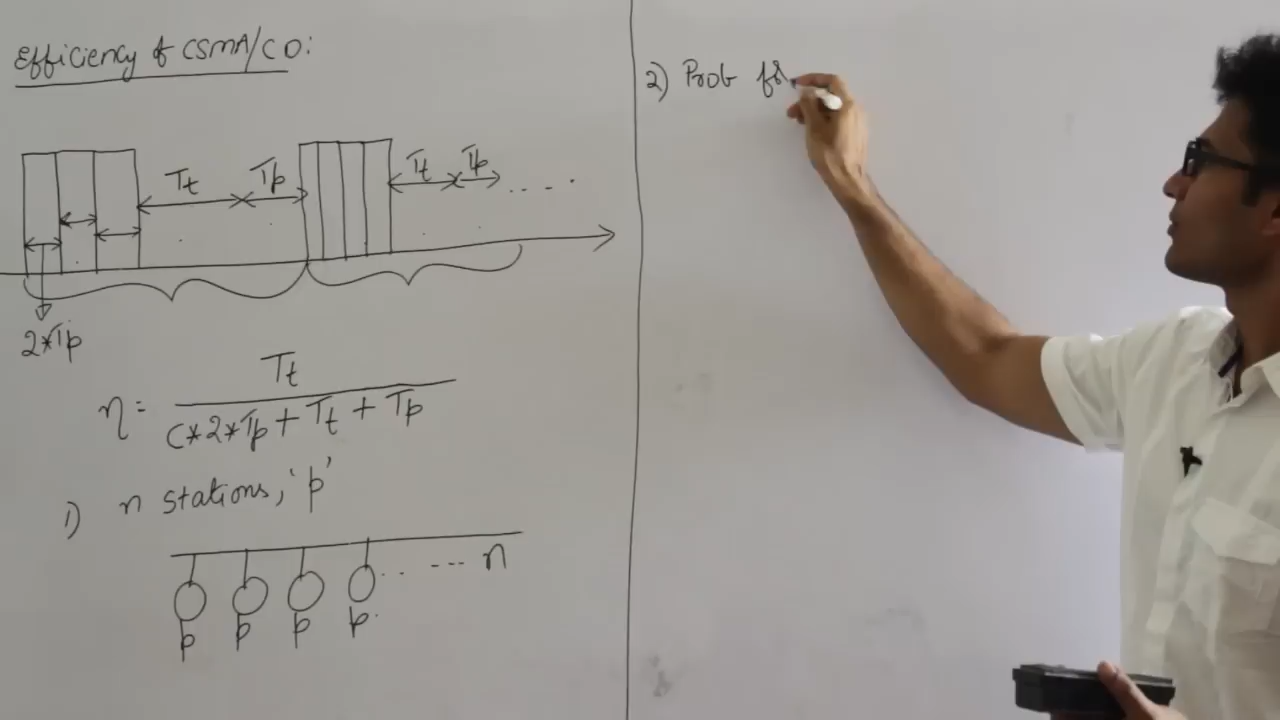 Efficiency of CSMA/CD:
Tt Tp Tt Tp ....
2*Tp
η = Tt
C*2*Tp + Tt + Tp
1) n stations, 'p'
.. --- n
p p p p
2) Prob for